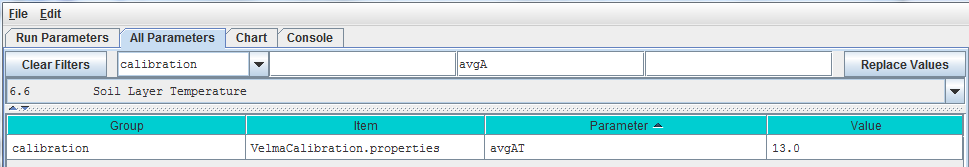 File Edit
Run Parameters All Parameters Chart Console
Clear Filters calibration avgA Replace Values
6.6 Soil Layer Temperature
Group Item Parameter Value
calibration VelmaCalibration.properties avgAT 13.0